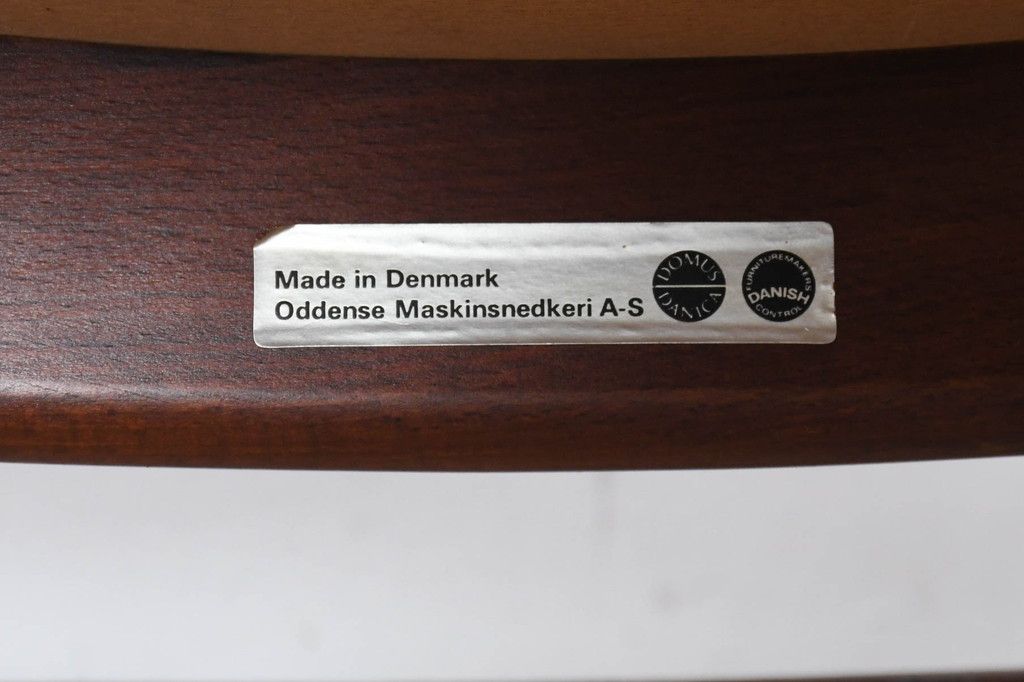 Made in Denmark
Oddense Maskinsnedkeri A-S
DOMUS
DANICA
FURNITUREMAKERS
DANISH
CONTROL